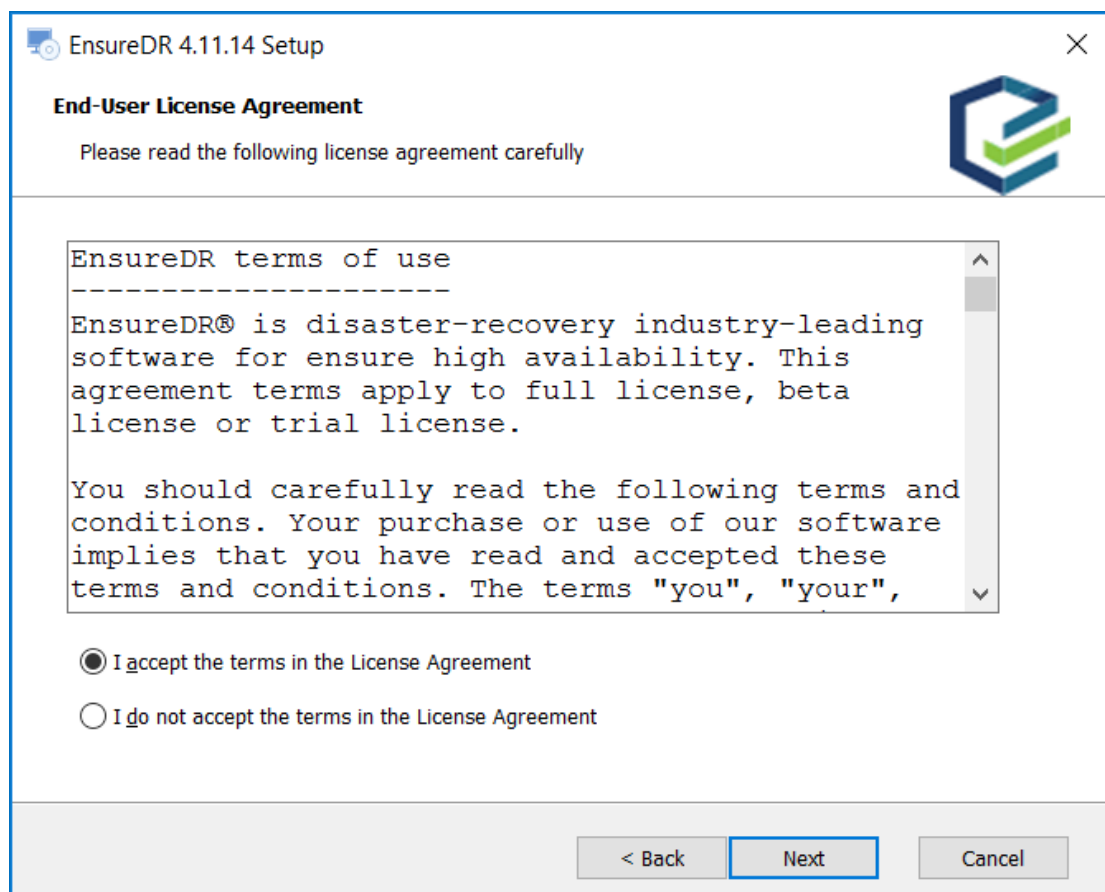 EnsureDR 4.11.14 Setup
End-User License Agreement
Please read the following license agreement carefully
EnsureDR terms of use
---------------------
EnsureDR® is disaster-recovery industry-leading
software for ensure high availability. This
agreement terms apply to full license, beta
license or trial license.
You should carefully read the following terms and
conditions. Your purchase or use of our software
implies that you have read and accepted these
terms and conditions. The terms "you", "your",
I accept the terms in the License Agreement
I do not accept the terms in the License Agreement
< Back
Next
Cancel